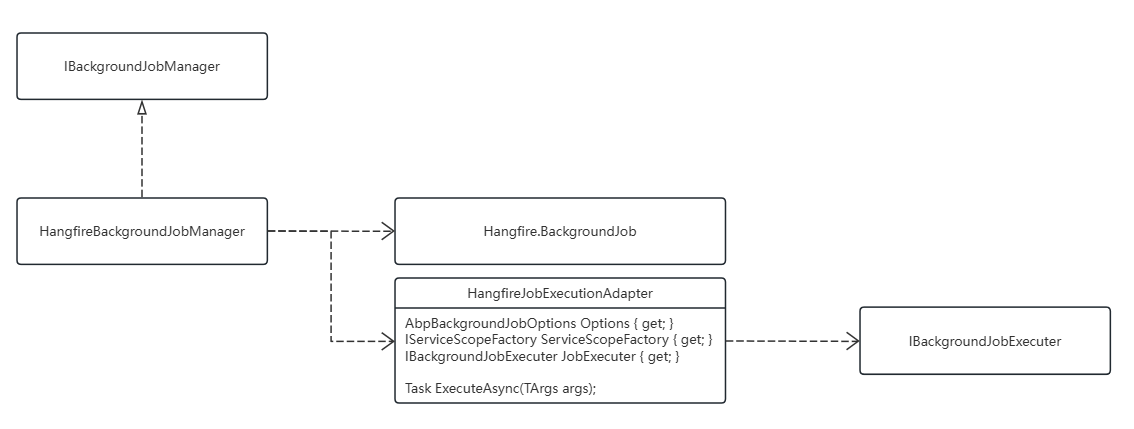 IBackgroundJobManager
HangfireBackgroundJobManager
Hangfire.BackgroundJob
HangfireJobExecutionAdapter
AbpBackgroundJobOptions Options { get; }
IServiceScopeFactory ServiceScopeFactory { get; }
IBackgroundJobExecuter JobExecuter { get; }
Task ExecuteAsync(TArgs args);
IBackgroundJobExecuter